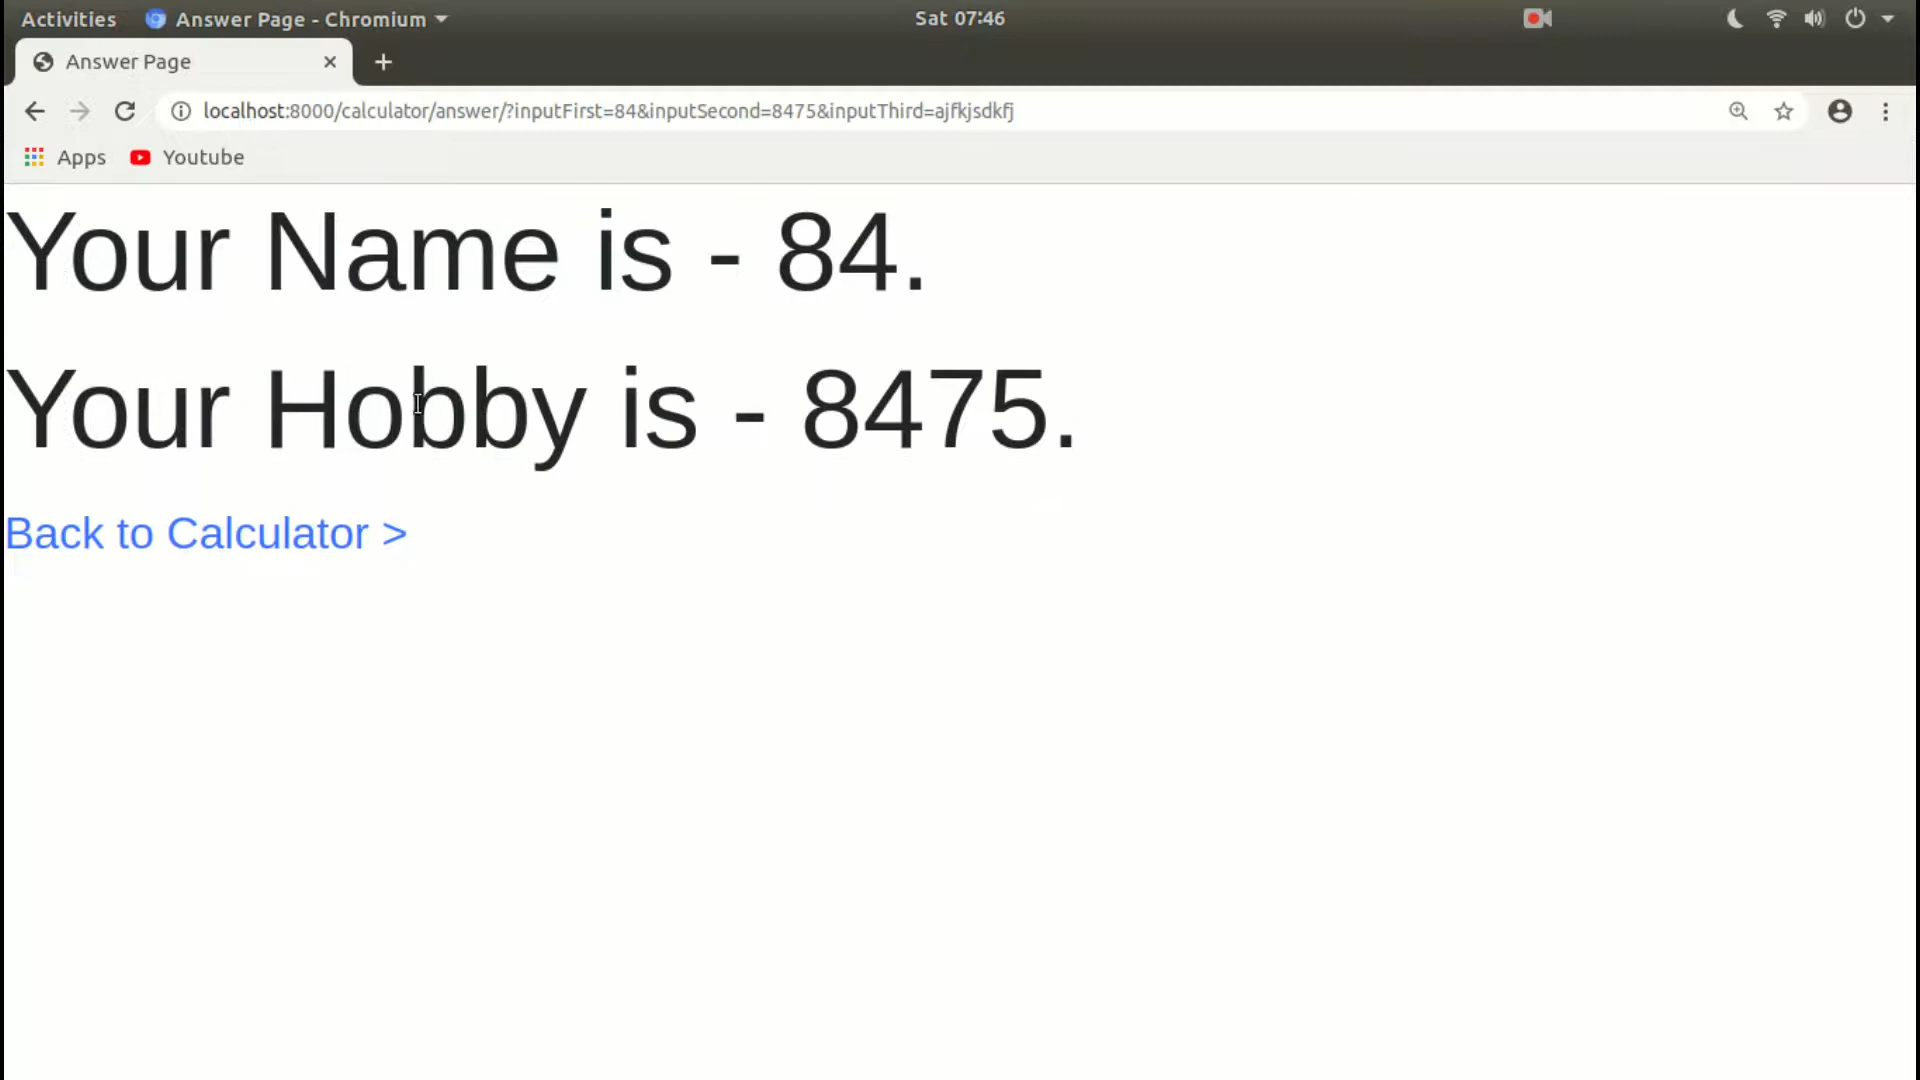 Activities Answer Page - Chromium Sat 07:46
Answer Page
localhost:8000/calculator/answer/?inputFirst=84&inputSecond=8475&inputThird=ajfkjsdkfj
Apps Youtube
Your Name is - 84.
Your Hobby is - 8475.
Back to Calculator >